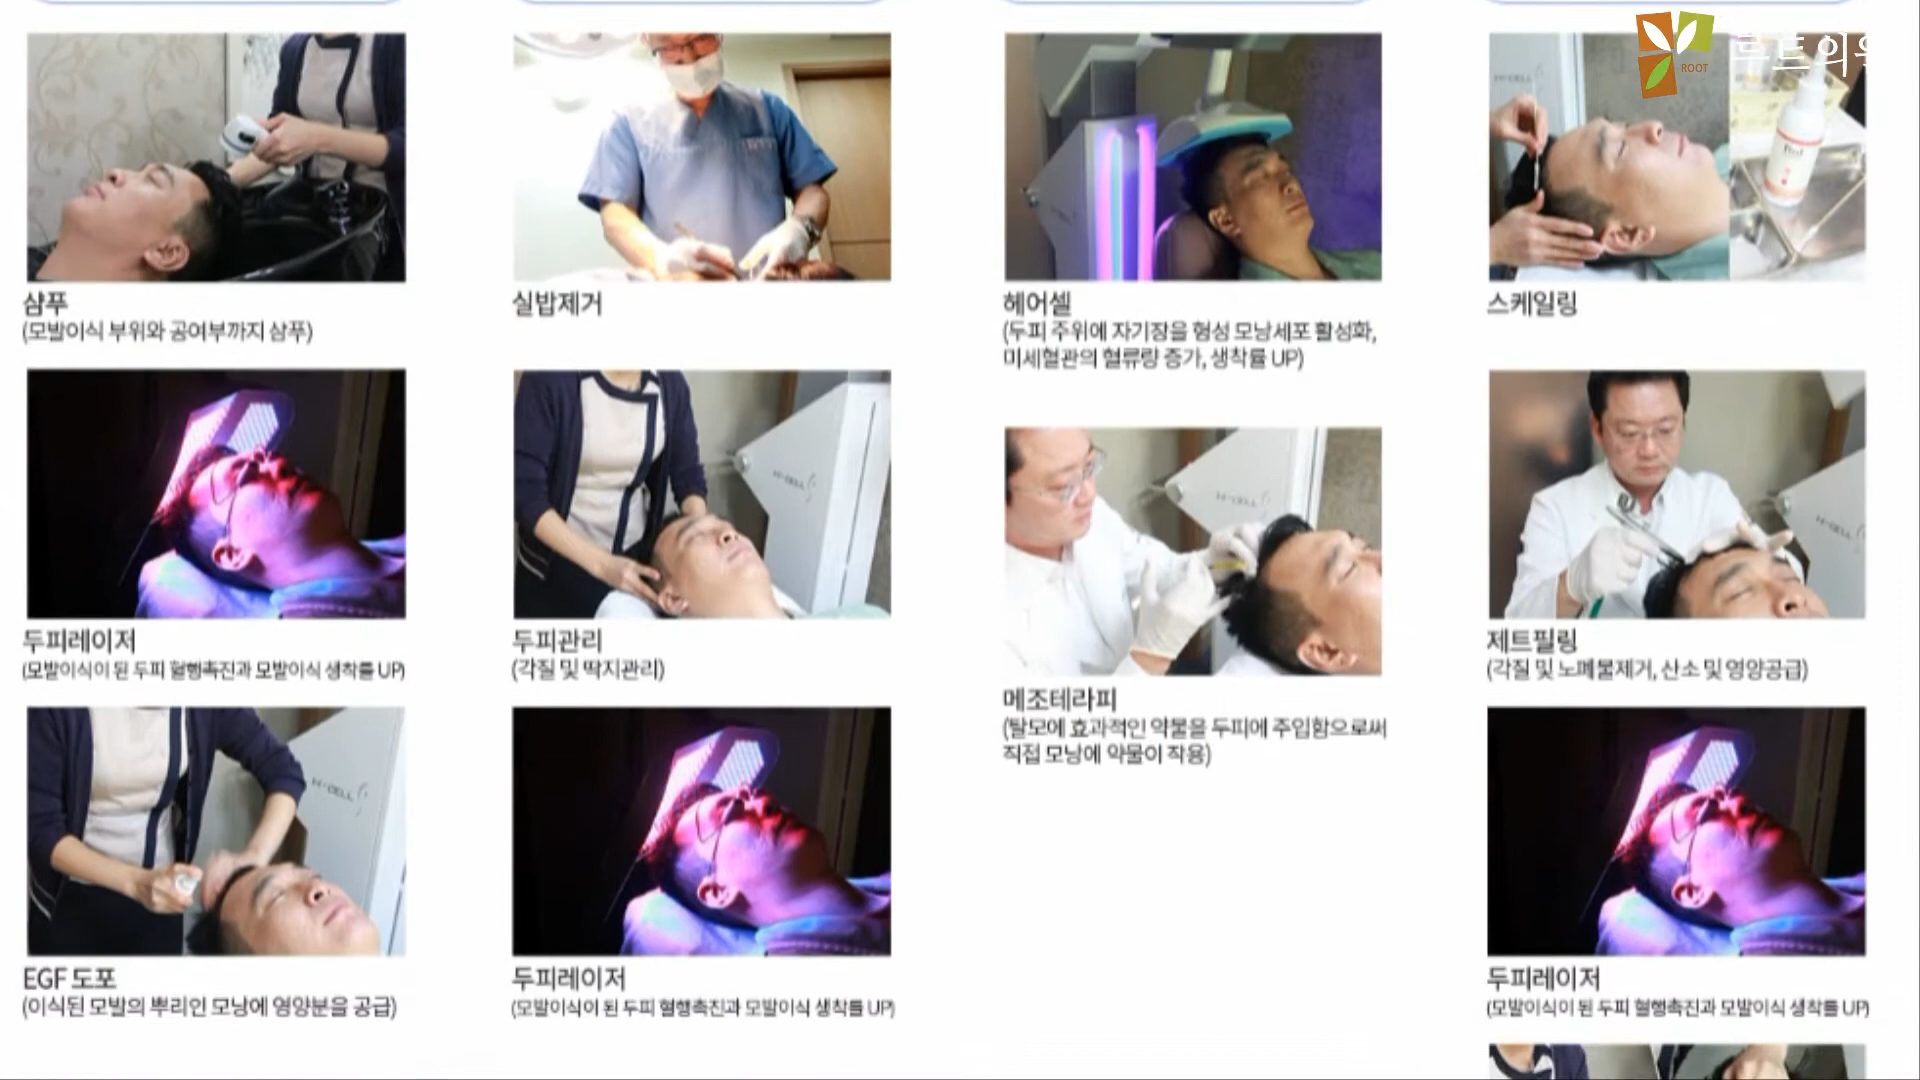 샴푸
(모발이식 부위와 공여부까지 샴푸)
두피레이저
(모발이식이 된 두피 혈행촉진과 모발이식 생착률 UP)
H-CELL
EGF 도포
(이식된 모발의 뿌리인 모낭에 영양분을 공급)
실밥제거
H-CELL
두피관리
(각질 및 딱지관리)
두피레이저
(모발이식이 된 두피 혈행촉진과 모발이식 생착률 UP)
헤어셀
(두피 주위에 자기장을 형성 모낭세포 활성화,
미세혈관의 혈류량 증가, 생착률 UP)
H-CELL
메조테라피
(탈모에 효과적인 약물을 두피에 주입함으로써
직접 모낭에 약물이 작용)
ROOT
루트의원
H-CELL
스케일링
H-CELL
제트필링
(각질 및 노폐물제거, 산소 및 영양공급)
두피레이저
(모발이식이 된 두피 혈행촉진과 모발이식 생착률 UP)